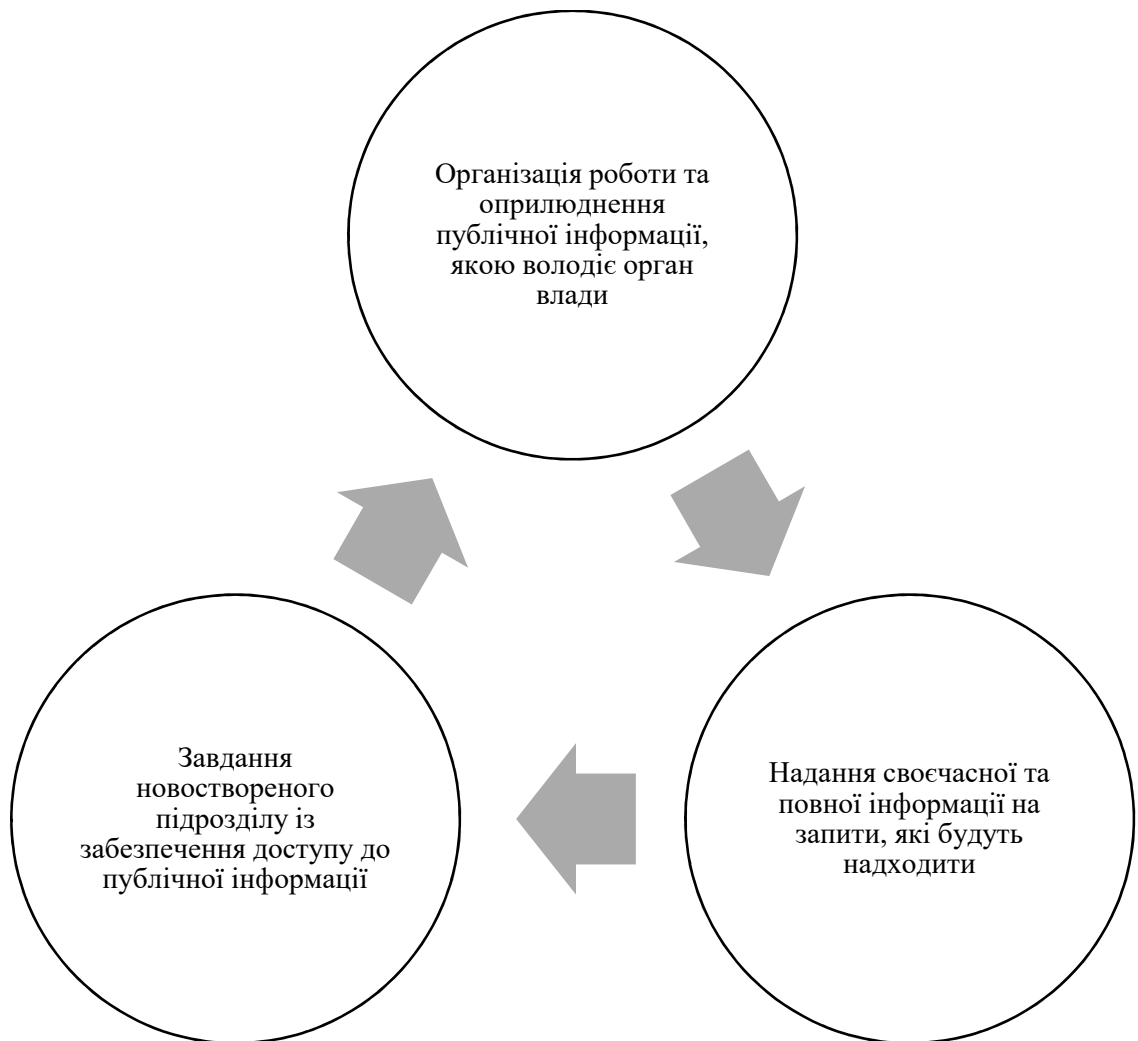 Організація роботи та
оприлюднення
публічної інформації,
якою володіє орган
влади
Надання своєчасної та
повної інформації на
запити, які будуть
надходити
Завдання
новоствореного
підрозділу із
забезпечення доступу до
публічної інформації